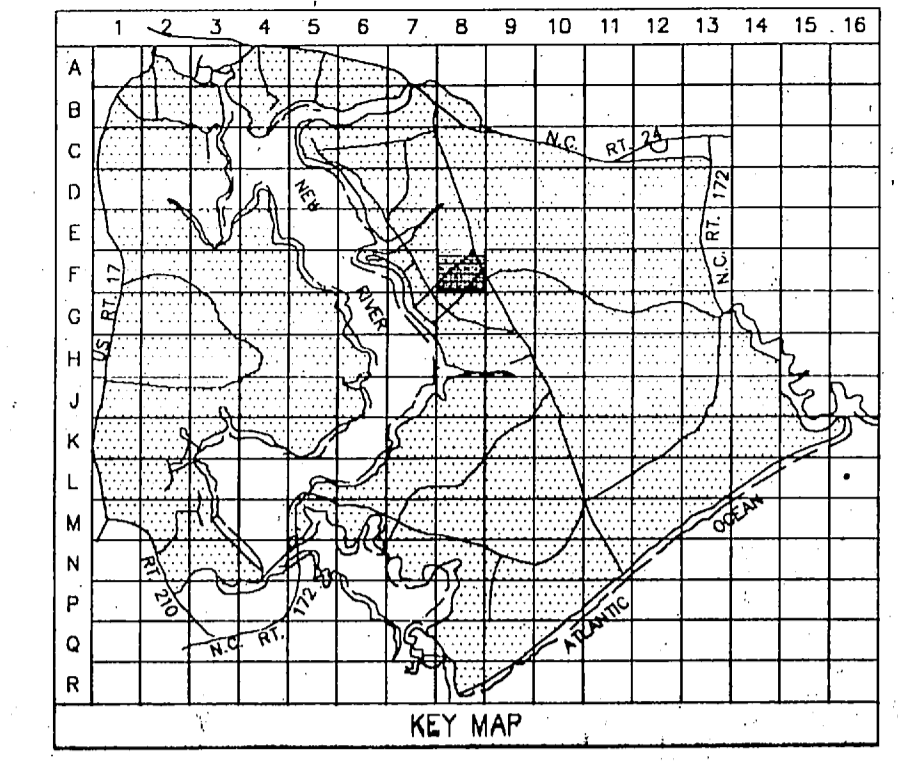 1 2 3 4 5 6 7 8 9 10 11 12 13 14 15 16
A
B
C
D
E
F
G
H
J
K
L
M
N
P
Q
R
N.C. RT. 24
N.C. RT. 172
NEW
RIVER
US RT. 17
OCEAN
ATLANTIC
RT 210
N.C. RT. 172
KEY MAP